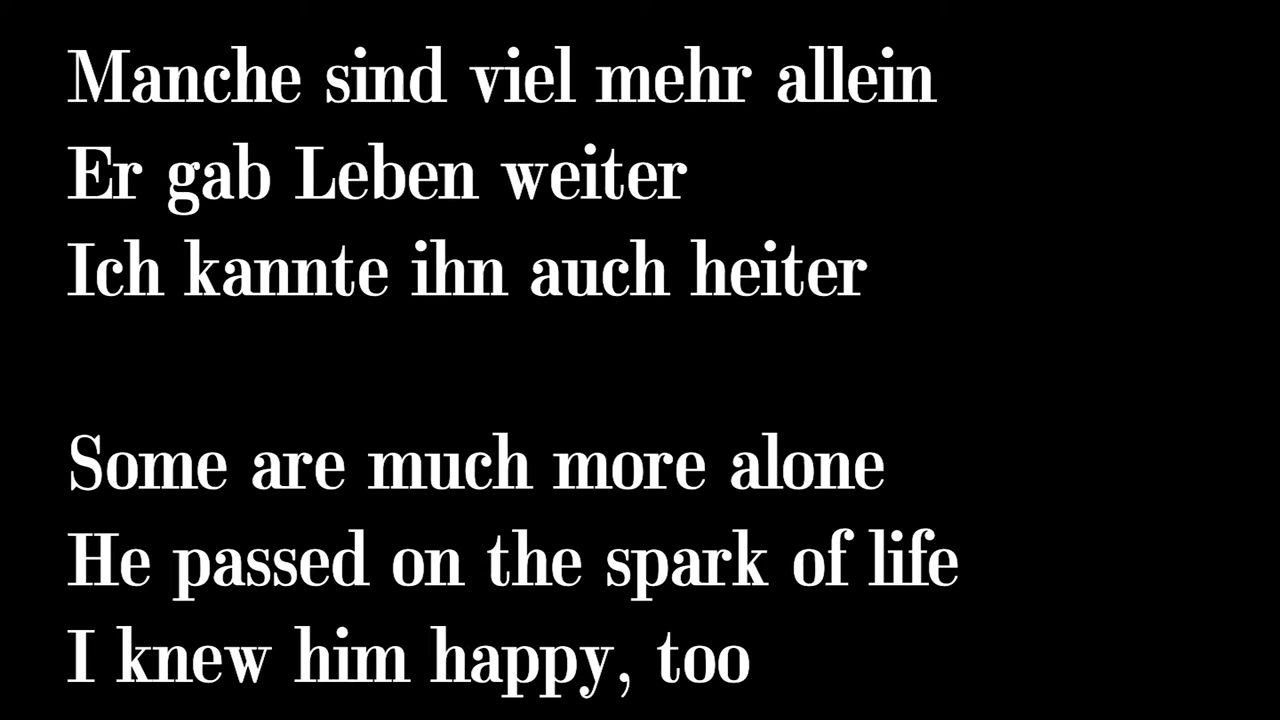 Manche sind viel mehr allein
Er gab Leben weiter
Ich kannte ihn auch heiter
Some are much more alone
He passed on the spark of life
I knew him happy, too